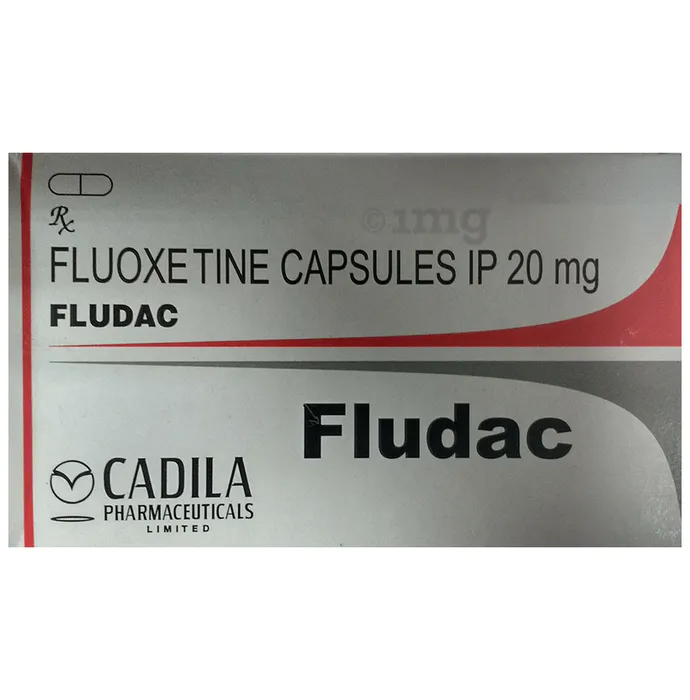 ©1mg
Rx
FLUOXETINE CAPSULES IP 20 mg
FLUDAC
Fludac
CADILA
PHARMACEUTICALS
LIMITED